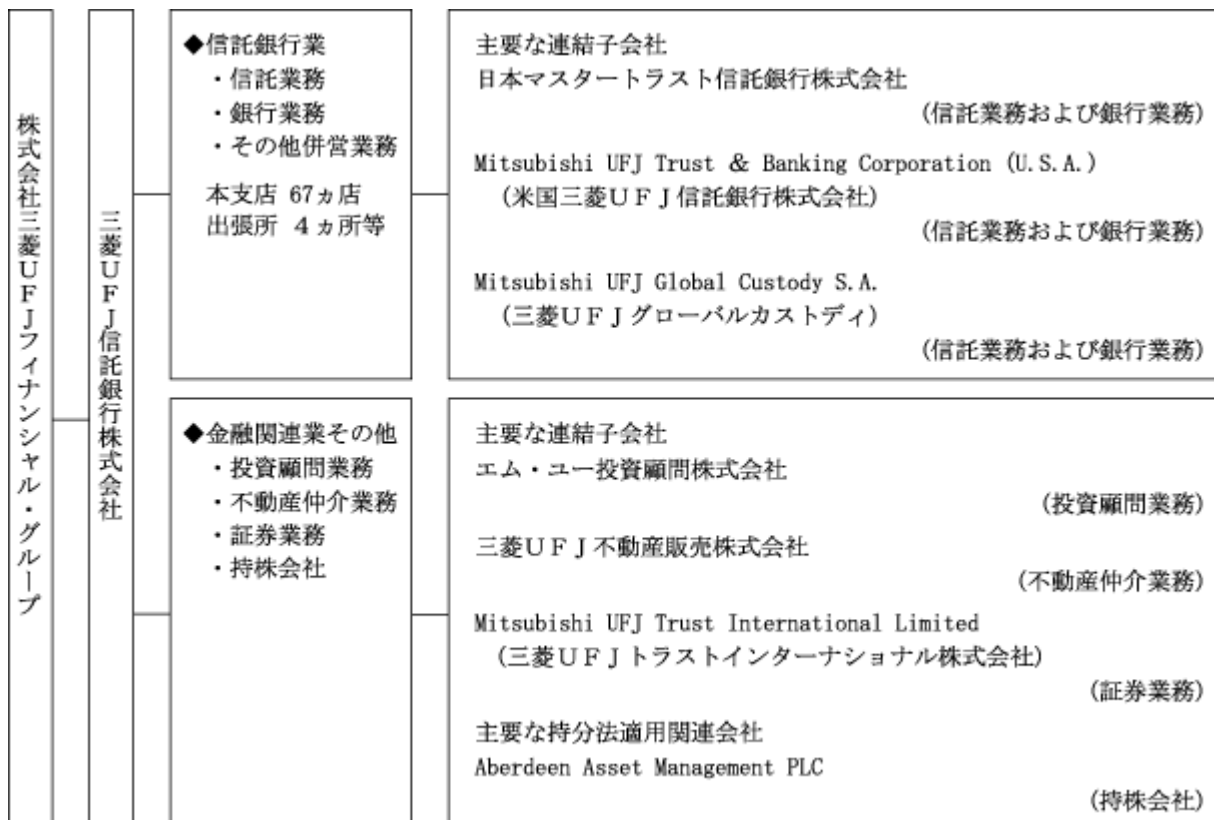 株式会社三菱UFJフィナンシャル・グループ
三菱UFJ信託銀行株式会社
◆信託銀行業
・信託業務
・銀行業務
・その他併営業務
本支店 67ヵ店
出張所 4ヵ所等
主要な連結子会社
日本マスタートラスト信託銀行株式会社
(信託業務および銀行業務)
Mitsubishi UFJ Trust & Banking Corporation (U.S.A.)
(米国三菱UFJ信託銀行株式会社)
(信託業務および銀行業務)
Mitsubishi UFJ Global Custody S.A.
(三菱UFJグローバルカストディ)
(信託業務および銀行業務)
◆金融関連業その他
・投資顧問業務
・不動産仲介業務
・証券業務
・持株会社
主要な連結子会社
エム・ユー投資顧問株式会社
(投資顧問業務)
三菱UFJ不動産販売株式会社
(不動産仲介業務)
Mitsubishi UFJ Trust International Limited
(三菱UFJトラストインターナショナル株式会社)
(証券業務)
主要な持分法適用関連会社
Aberdeen Asset Management PLC
(持株会社)